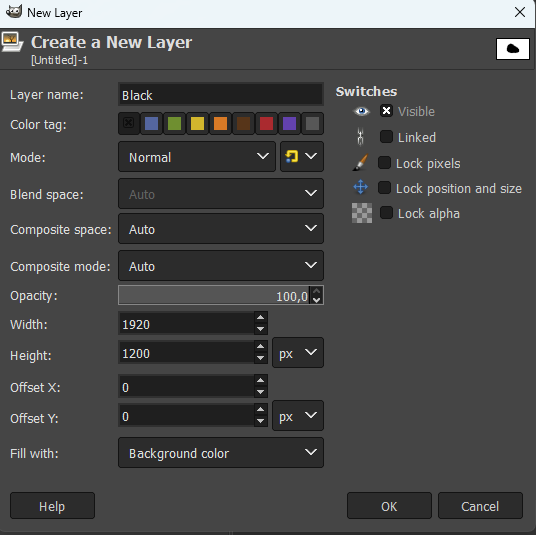 New Layer
Create a New Layer
[Untitled]-1
Layer name:
Black
Color tag:
Mode:
Normal
Blend space:
Auto
Composite space:
Auto
Composite mode:
Auto
Opacity:
100,0
Width:
1920
Height:
1200
px
Offset X:
0
Offset Y:
0
px
Fill with:
Background color
Switches
Visible
Linked
Lock pixels
Lock position and size
Lock alpha
Help
OK
Cancel